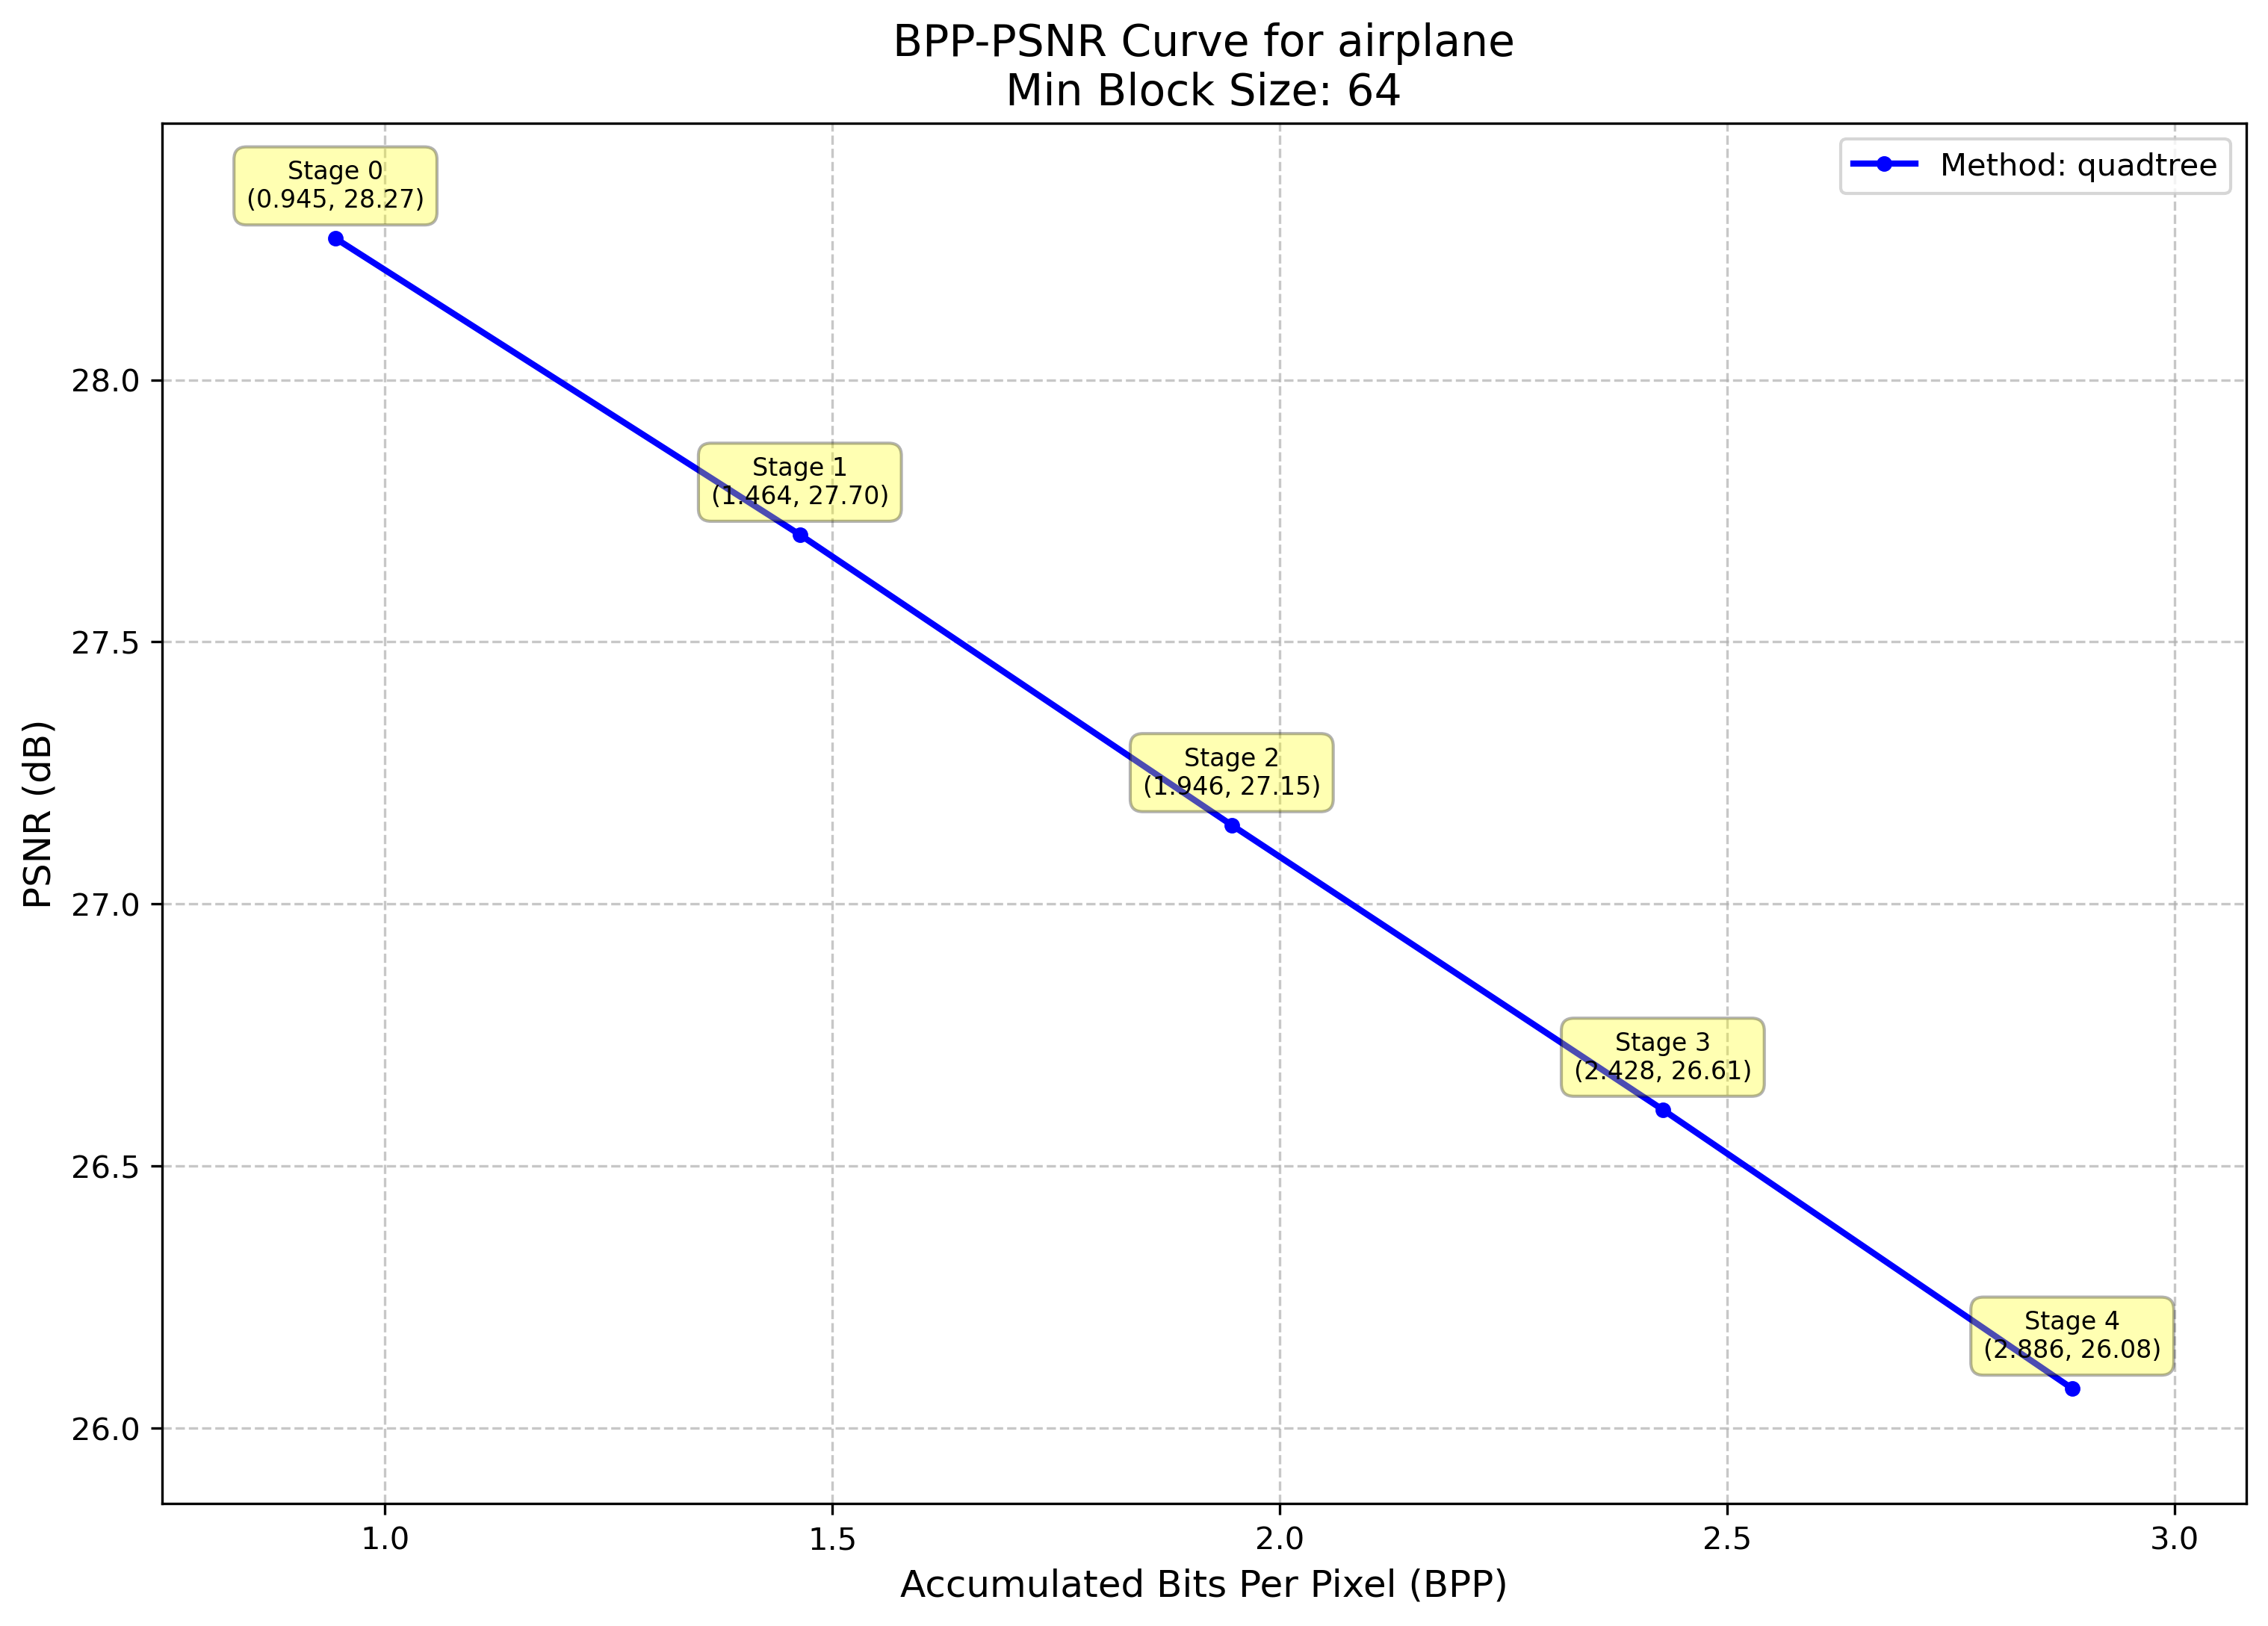 BPP-PSNR Curve for airplane
Min Block Size: 64
Method: quadtree
Stage 0
(0.945, 28.27)
Stage 1
(1.464, 27.70)
Stage 2
(1.946, 27.15)
Stage 3
(2.428, 26.61)
Stage 4
(2.886, 26.08)
PSNR (dB)
28.0
27.5
27.0
26.5
26.0
1.0 1.5 2.0 2.5 3.0
Accumulated Bits Per Pixel (BPP)